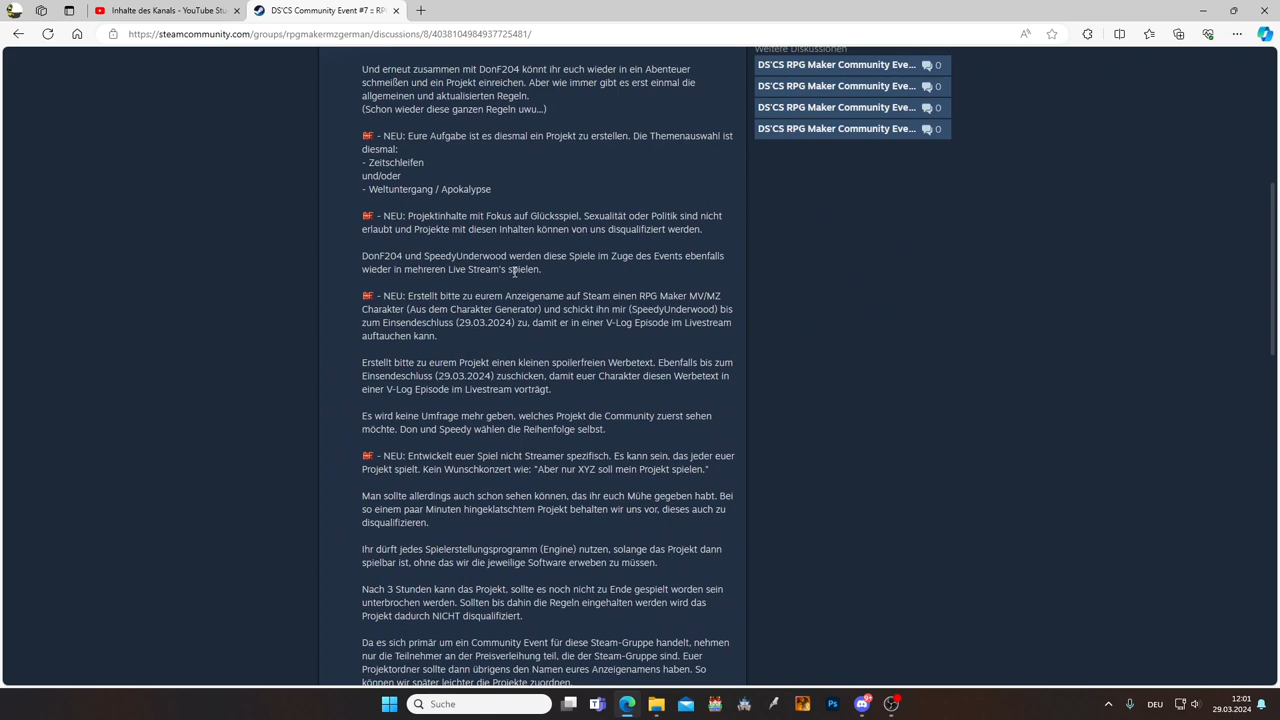 Inhalte des Kanals - YouTube Stu
DS'CS Community Event #7 :: RP
https://steamcommunity.com/groups/rpgmakermzgerman/discussions/8/4038104984937725481/
Weitere Diskussionen
DS'CS RPG Maker Community Eve... 0
DS'CS RPG Maker Community Eve... 0
DS'CS RPG Maker Community Eve... 0
DS'CS RPG Maker Community Eve... 0
Und erneut zusammen mit DonF204 könnt ihr euch wieder in ein Abenteuer
schmeißen und ein Projekt einreichen. Aber wie immer gibt es erst einmal die
allgemeinen und aktualisierten Regeln.
(Schon wieder diese ganzen Regeln uwu...)
- NEU: Eure Aufgabe ist es diesmal ein Projekt zu erstellen. Die Themenauswahl ist
diesmal:
- Zeitschleifen
und/oder
- Weltuntergang / Apokalypse
- NEU: Projektinhalte mit Fokus auf Glücksspiel, Sexualität oder Politik sind nicht
erlaubt und Projekte mit diesen Inhalten können von uns disqualifiziert werden.
DonF204 und SpeedyUnderwood werden diese Spiele im Zuge des Events ebenfalls
wieder in mehreren Live Stream's spielen.
- NEU: Erstellt bitte zu eurem Anzeigename auf Steam einen RPG Maker MV/MZ
Charakter (Aus dem Charakter Generator) und schickt ihn mir (SpeedyUnderwood) bis
zum Einsendeschluss (29.03.2024) zu, damit er in einer V-Log Episode im Livestream
auftauchen kann.
Erstellt bitte zu eurem Projekt einen kleinen spoilerfreien Werbetext. Ebenfalls bis zum
Einsendeschluss (29.03.2024) zuschicken, damit euer Charakter diesen Werbetext in
einer V-Log Episode im Livestream vorträgt.
Es wird keine Umfrage mehr geben, welches Projekt die Community zuerst sehen
möchte. Don und Speedy wählen die Reihenfolge selbst.
- NEU: Entwickelt euer Spiel nicht Streamer spezifisch. Es kann sein, das jeder euer
Projekt spielt. Kein Wunschkonzert wie: "Aber nur XYZ soll mein Projekt spielen."
Man sollte allerdings auch schon sehen können, das ihr euch Mühe gegeben habt. Bei
so einem paar Minuten hingeklatschtem Projekt behalten wir uns vor, dieses auch zu
disqualifizieren.
Ihr dürft jedes Spielerstellungsprogramm (Engine) nutzen, solange das Projekt dann
spielbar ist, ohne das wir die jeweilige Software erweben zu müssen.
Nach 3 Stunden kann das Projekt, sollte es noch nicht zu Ende gespielt worden sein
unterbrochen werden. Sollten bis dahin die Regeln eingehalten werden wird das
Projekt dadurch NICHT disqualifiziert.
Da es sich primär um ein Community Event für diese Steam-Gruppe handelt, nehmen
nur die Teilnehmer an der Preisverleihung teil, die der Steam-Gruppe sind. Euer
Projektordner sollte dann übrigens den Namen eures Anzeigenamens haben. So
können wir später leichter die Projekte zuordnen.
Suche
DEU
12:01
29.03.2024